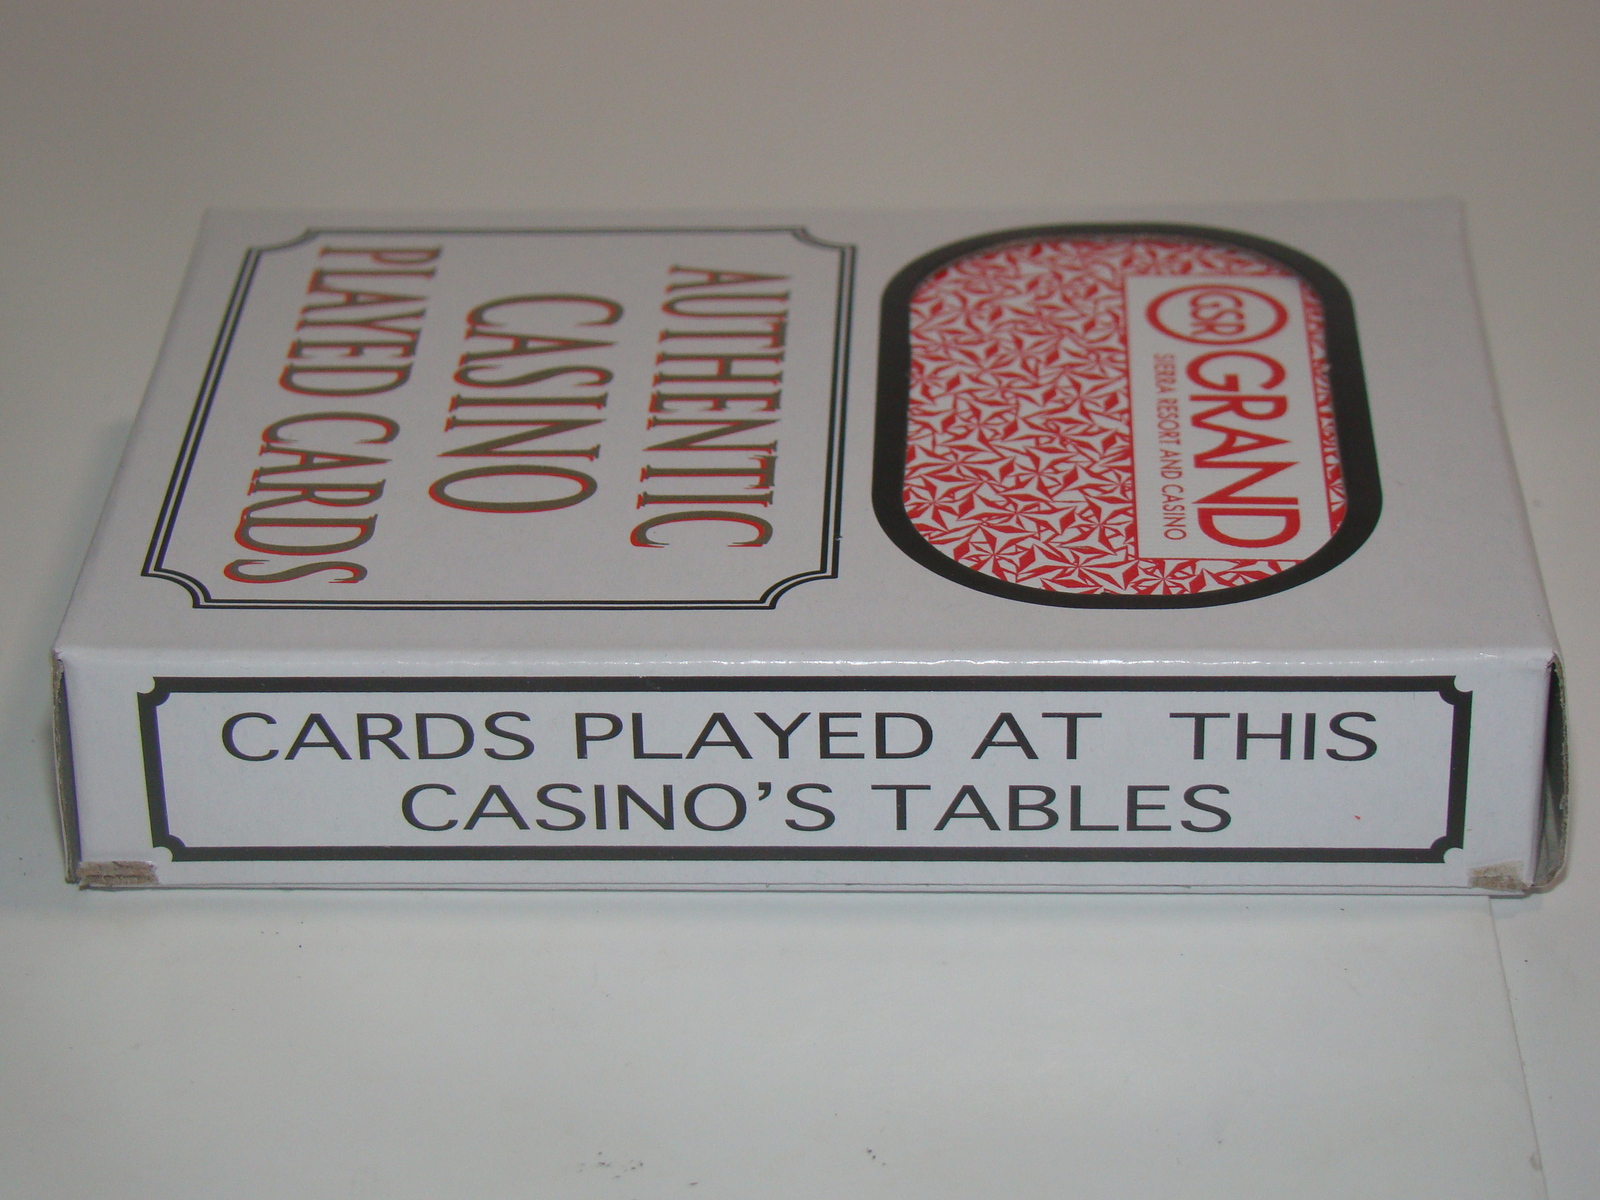 AUTHENTIC
CASINO
PLAYED CARDS
GSR GRAND
SIERRA RESORT AND CASINO
CARDS PLAYED AT THIS
CASINO'S TABLES